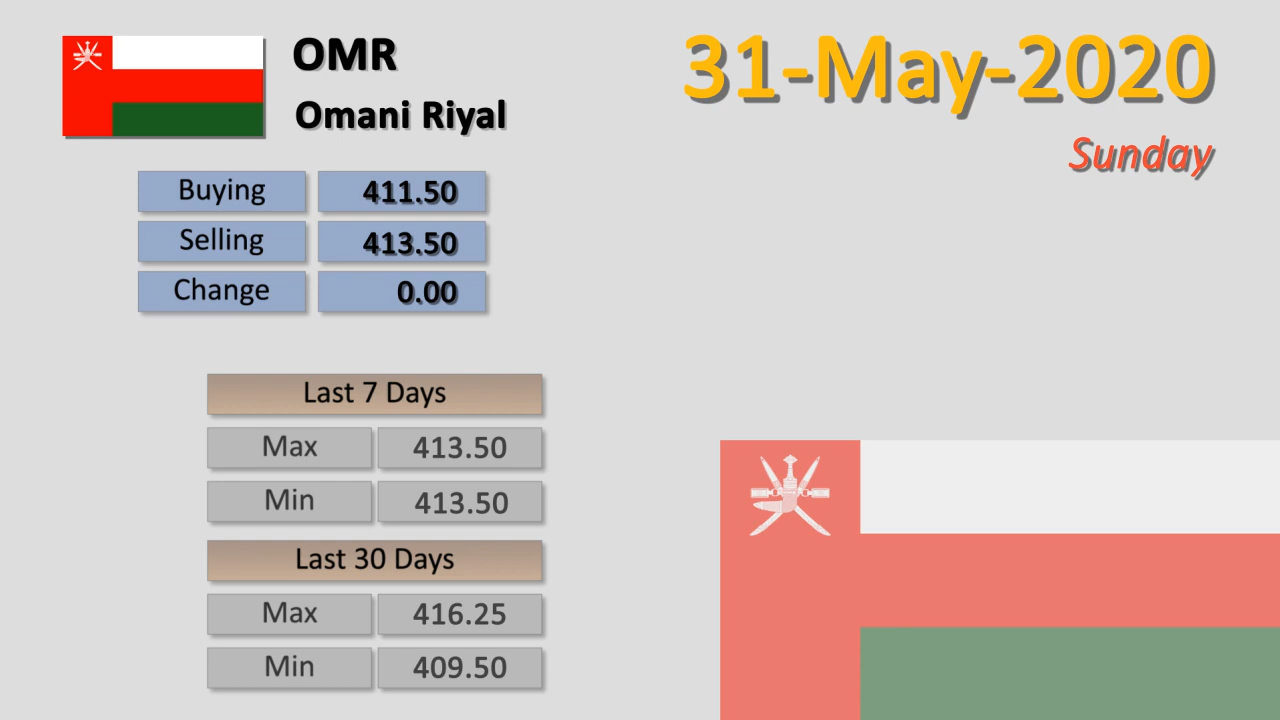 OMR
Omani Riyal
31-May-2020
Sunday
Buying 411.50
Selling 413.50
Change 0.00
Last 7 Days
Max 413.50
Min 413.50
Last 30 Days
Max 416.25
Min 409.50